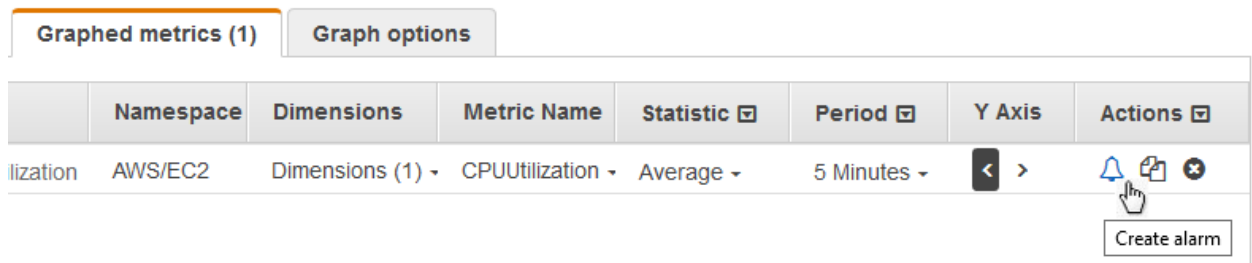 Graphed metrics (1) Graph options
Namespace Dimensions Metric Name Statistic Period Y Axis Actions
ilization AWS/EC2 Dimensions (1) CPUUtilization Average 5 Minutes < >
Create alarm